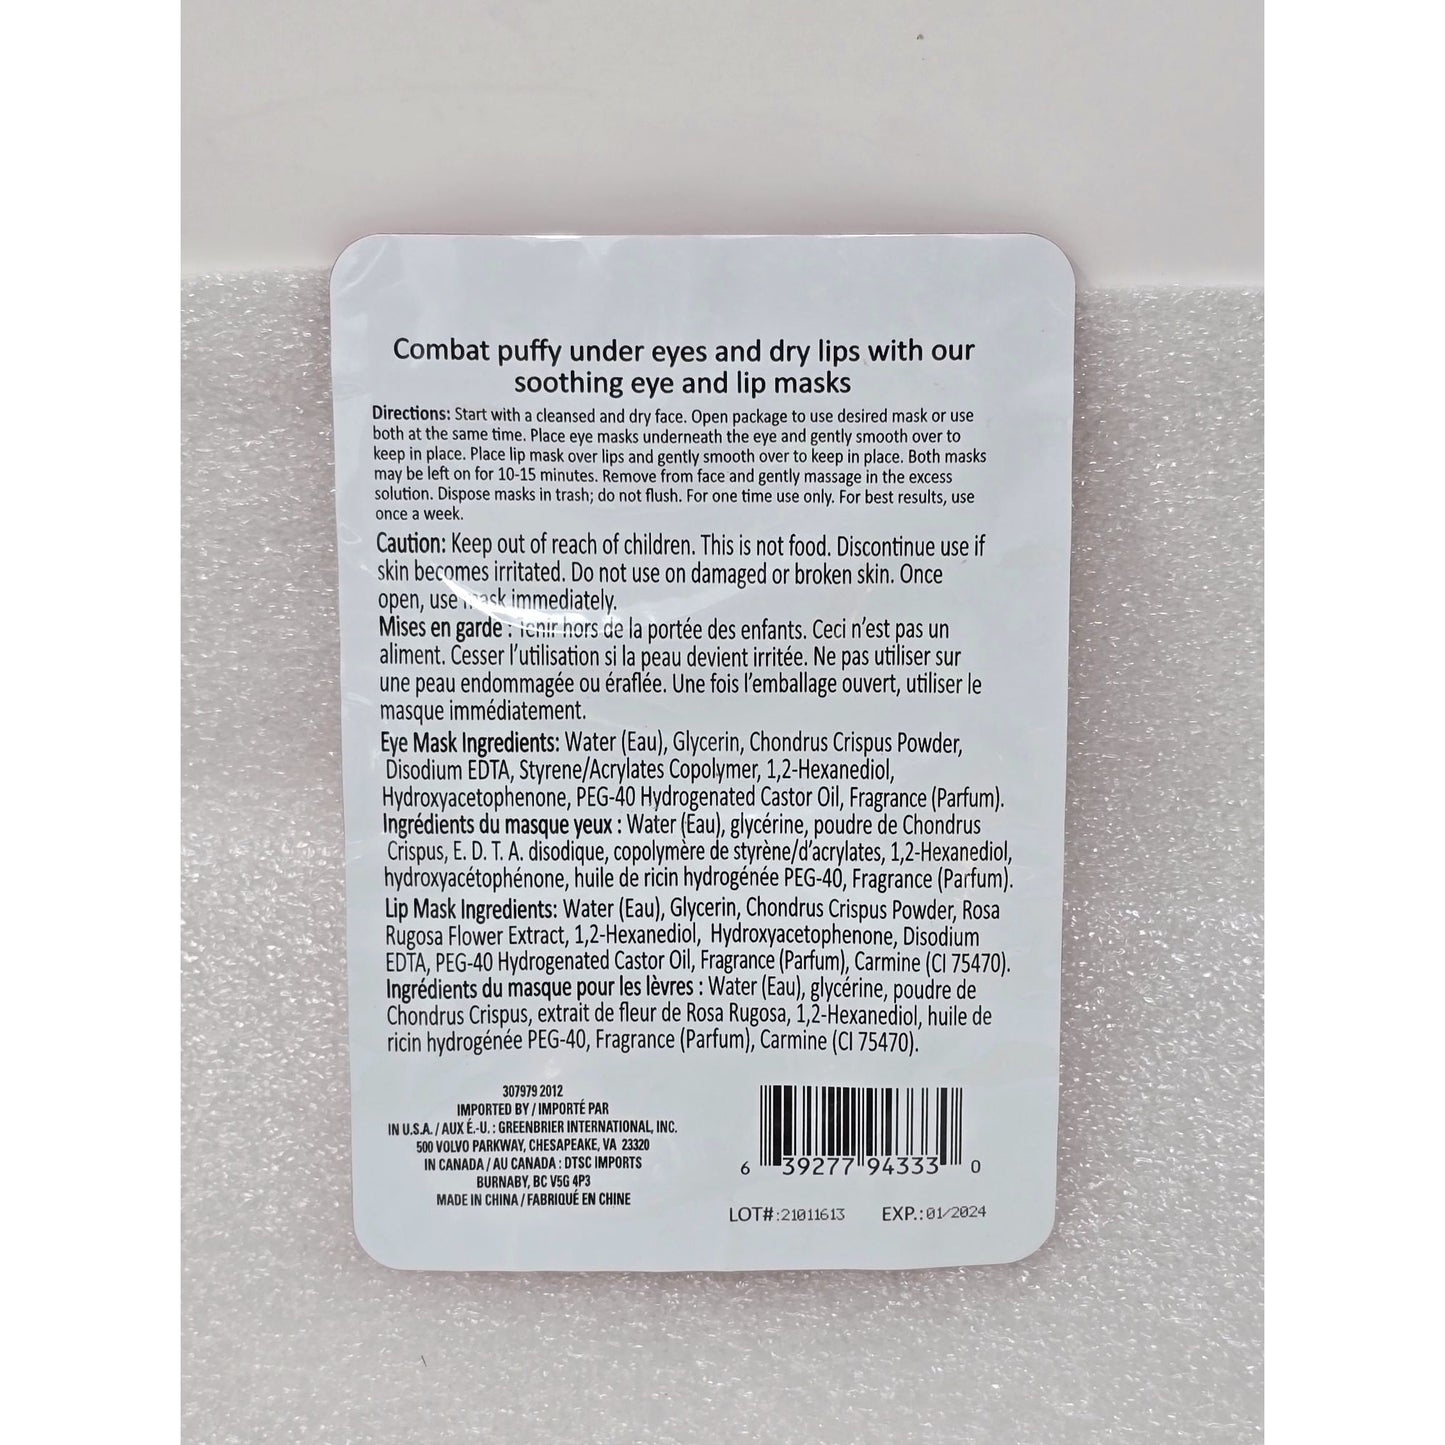 Combat puffy under eyes and dry lips with our
soothing eye and lip masks
Directions: Start with a cleansed and dry face. Open package to use desired mask or use
both at the same time. Place eye masks underneath the eye and gently smooth over to
keep in place. Place lip mask over lips and gently smooth over to keep in place. Both masks
may be left on for 10-15 minutes. Remove from face and gently massage in the excess
solution. Dispose masks in trash; do not flush. For one time use only. For best results, use
once a week.
Caution: Keep out of reach of children. This is not food. Discontinue use if
skin becomes irritated. Do not use on damaged or broken skin. Once
open, use mask immediately.
Mises en garde : Tenir hors de la portée des enfants. Ceci n'est pas un
aliment. Cesser l'utilisation si la peau devient irritée. Ne pas utiliser sur
une peau endommagée ou éraflée. Une fois l'emballage ouvert, utiliser le
masque immédiatement.
Eye Mask Ingredients: Water (Eau), Glycerin, Chondrus Crispus Powder,
Disodium EDTA, Styrene/Acrylates Copolymer, 1,2-Hexanediol,
Hydroxyacetophenone, PEG-40 Hydrogenated Castor Oil, Fragrance (Parfum).
Ingrédients du masque yeux : Water (Eau), glycérine, poudre de Chondrus
Crispus, E. D. T. A. disodique, copolymère de styrène/d'acrylates, 1,2-Hexanediol,
hydroxyacétophénone, huile de ricin hydrogénée PEG-40, Fragrance (Parfum).
Lip Mask Ingredients: Water (Eau), Glycerin, Chondrus Crispus Powder, Rosa
Rugosa Flower Extract, 1,2-Hexanediol, Hydroxyacetophenone, Disodium
EDTA, PEG-40 Hydrogenated Castor Oil, Fragrance (Parfum), Carmine (CI 75470).
Ingrédients du masque pour les lèvres : Water (Eau), glycérine, poudre de
Chondrus Crispus, extrait de fleur de Rosa Rugosa, 1,2-Hexanediol, huile de
ricin hydrogénée PEG-40, Fragrance (Parfum), Carmine (CI 75470).
307979 2012
IMPORTED BY / IMPORTÉ PAR
IN U.S.A. / AUX É.-U. : GREENBRIER INTERNATIONAL, INC.
500 VOLVO PARKWAY, CHESAPEAKE, VA 23320
IN CANADA / AU CANADA : DTSC IMPORTS
BURNABY, BC V5G 4P3
MADE IN CHINA / FABRIQUÉ EN CHINE
6 39277 94333 0
LOT#:21011613 EXP.:01/2024